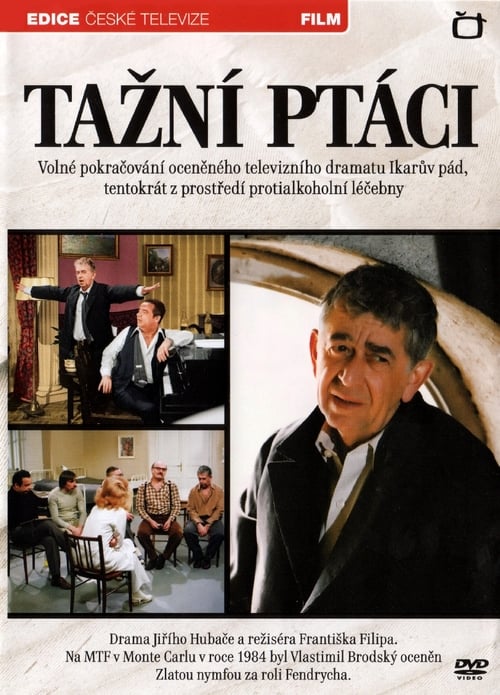 EDICE ČESKÉ TELEVIZE FILM
TAŽNÍ PTÁCI
Volné pokračování oceněného televizního dramatu Ikarův pád,
tentokrát z prostředí protialkoholní léčebny
Drama Jiřího Hubače a režiséra Františka Filipa.
Na MTF v Monte Carlu v roce 1984 byl Vlastimil Brodský oceněn
Zlatou nymfou za roli Fendrycha.
DVD
VIDEO